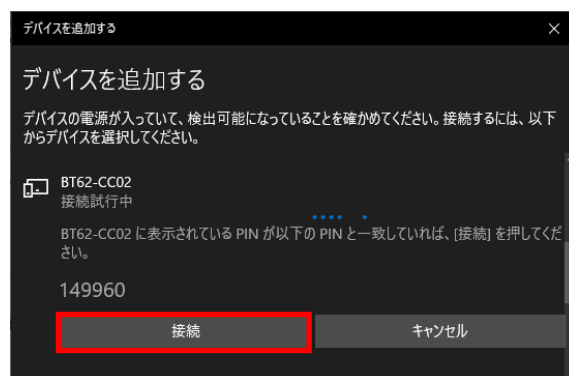 デバイスを追加する
デバイスを追加する
デバイスの電源が入っていて、検出可能になっていることを確かめてください。接続するには、以下
からデバイスを選択してください。
BT62-CC02
接続試行中
BT62-CC02 に表示されている PIN が以下の PIN と一致していれば、[接続] を押してくだ
さい。
149960
接続
キャンセル